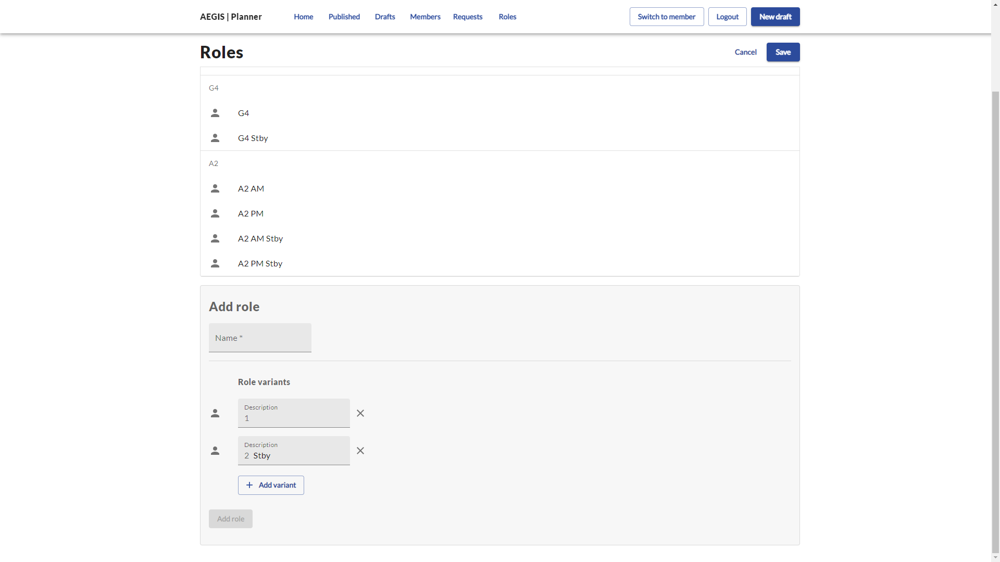 AEGIS | Planner Home Published Drafts Members Requests Roles Switch to member Logout New draft
Roles Cancel Save
G4
G4
G4 Stby
A2
A2 AM
A2 PM
A2 AM Stby
A2 PM Stby
Add role
Name *
Role variants
Description
1
Description
2 Stby
Add variant
Add role